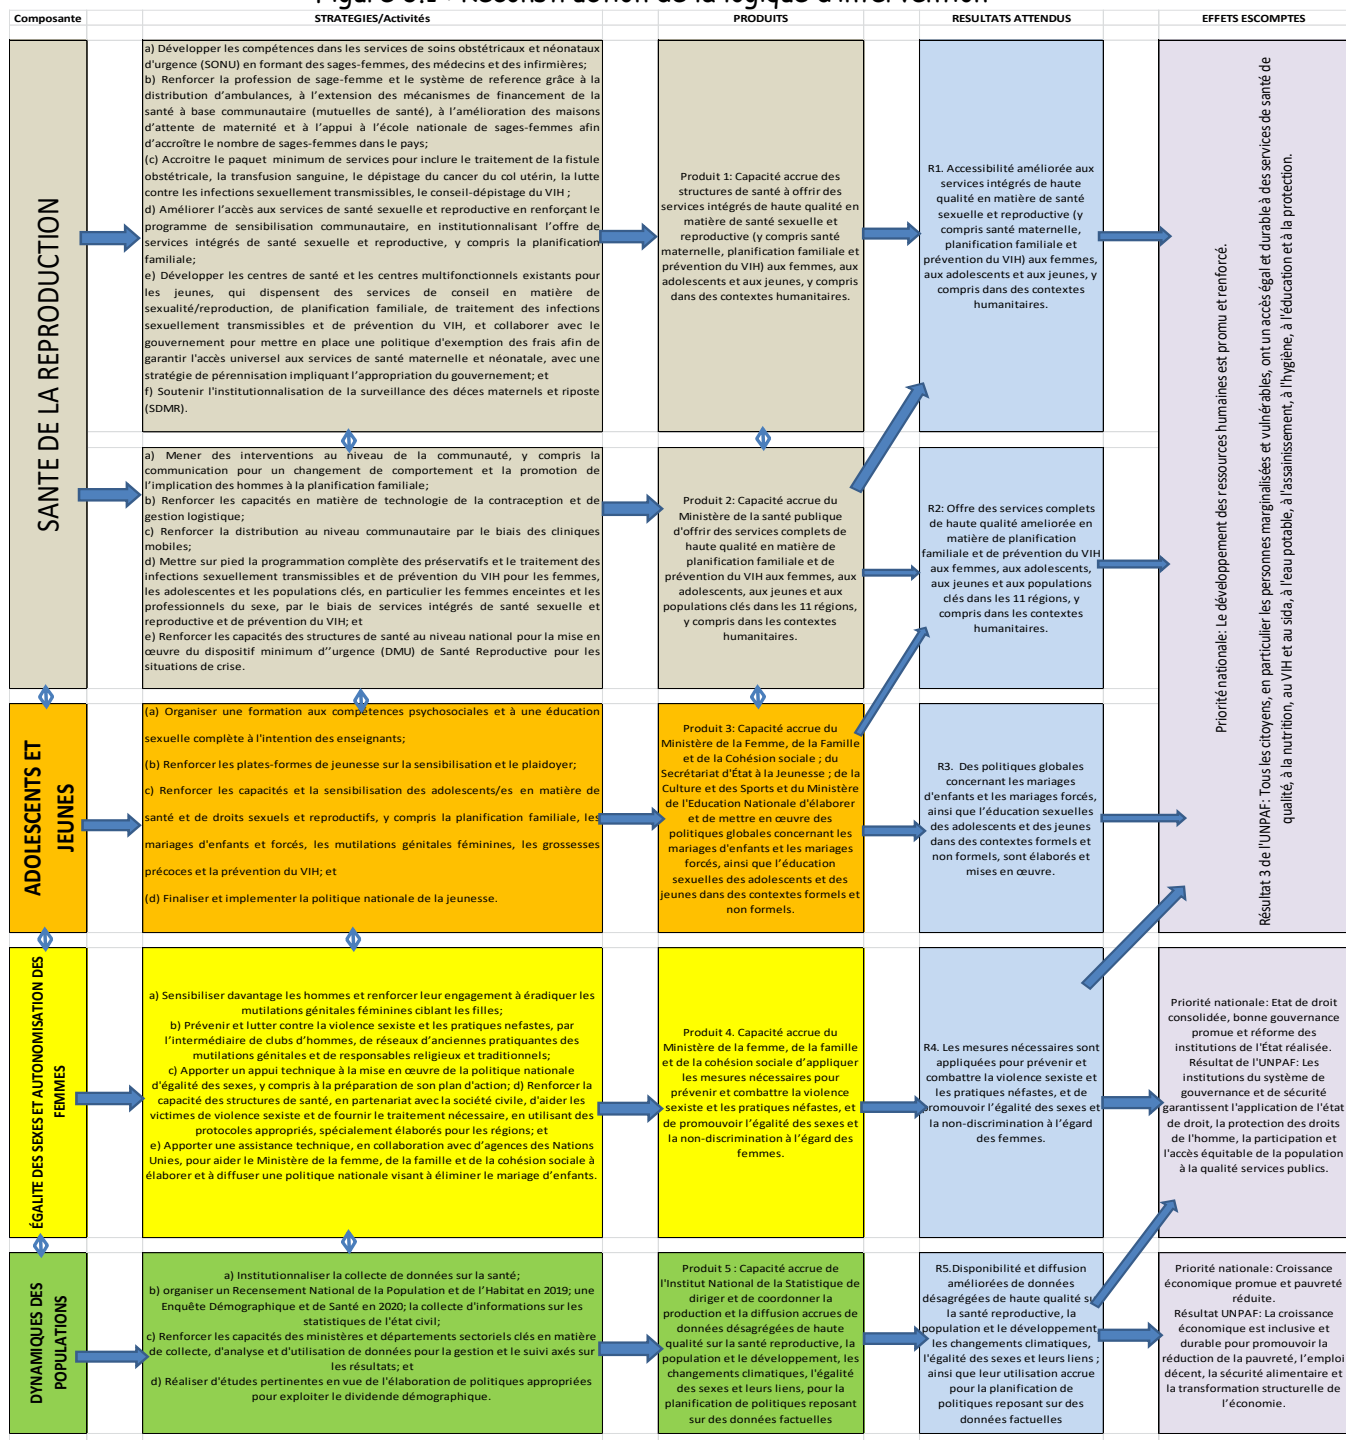 Figure 3.1 : Reconstruction de la logique d'intervention
Composante
STRATEGIES/Activités
PRODUITS
RESULTATS ATTENDUS
EFFETS ESCOMPTES
SANTE DE LA REPRODUCTION
a) Développer les compétences dans les services de soins obstétricaux et néonataux
d'urgence (SONU) en formant des sages-femmes, des médecins et des infirmières;
b) Renforcer la profession de sage-femme et le système de reference grâce à la
distribution d'ambulances, à l'extension des mécanismes de financement de la
santé à base communautaire (mutuelles de santé), à l'amélioration des maisons
d'attente de maternité et à l'appui à l'école nationale de sages-femmes afin
d'accroître le nombre de sages-femmes dans le pays;
(c) Accroitre le paquet minimum de services pour inclure le traitement de la fistule
obstétricale, la transfusion sanguine, le dépistage du cancer du col utérin, la lutte
contre les infections sexuellement transmissibles, le conseil-dépistage du VIH ;
d) Améliorer l'accès aux services de santé sexuelle et reproductive en renforçant le
programme de sensibilisation communautaire, en institutionnalisant l'offre de
services intégrés de santé sexuelle et reproductive, y compris la planification
familiale;
e) Développer les centres de santé et les centres multifonctionnels existants pour
les jeunes, qui dispensent des services de conseil en matière de
sexualité/reproduction, de planification familiale, de traitement des infections
sexuellement transmissibles et de prévention du VIH, et collaborer avec le
gouvernement pour mettre en place une politique d'exemption des frais afin de
garantir l'accès universel aux services de santé maternelle et néonatale, avec une
stratégie de pérennisation impliquant l'appropriation du gouvernement; et
f) Soutenir l'institutionnalisation de la surveillance des déces maternels et riposte
(SDMR).
Produit 1: Capacité accrue des
structures de santé à offrir des
services intégrés de haute qualité en
matière de santé sexuelle et
reproductive (y compris santé
maternelle, planification familiale et
prévention du VIH) aux femmes, aux
adolescents et aux jeunes, y compris
dans des contextes humanitaires.
R1. Accessibilité améliorée aux
services intégrés de haute
qualité en matière de santé
sexuelle et reproductive (y
compris santé maternelle,
planification familiale et
prévention du VIH) aux femmes,
aux adolescents et aux jeunes, y
compris dans des contextes
humanitaires.
Priorité nationale: Le développement des ressources humaines est promu et renforcé.
Résultat 3 de l'UNPAF: Tous les citoyens, en particulier les personnes marginalisées et vulnérables, ont un accès égal et durable à des services de santé de
qualité, à la nutrition, au VIH et au sida, à l'eau potable, à l'assainissement, à l'hygiène, à l'éducation et à la protection.
a) Mener des interventions au niveau de la communauté, y compris la
communication pour un changement de comportement et la promotion de
l'implication des hommes à la planification familiale;
b) Renforcer les capacités en matière de technologie de la contraception et de
gestion logistique;
c) Renforcer la distribution au niveau communautaire par le biais des cliniques
mobiles;
d) Mettre sur pied la programmation complète des préservatifs et le traitement des
infections sexuellement transmissibles et de prévention du VIH pour les femmes,
les adolescentes et les populations clés, en particulier les femmes enceintes et les
professionnels du sexe, par le biais de services intégrés de santé sexuelle et
reproductive et de prévention du VIH; et
e) Renforcer les capacités des structures de santé au niveau national pour la mise en
œuvre du dispositif minimum d''urgence (DMU) de Santé Reproductive pour les
situations de crise.
Produit 2: Capacité accrue du
Ministère de la santé publique
d'offrir des services complets de
haute qualité en matière de
planification familiale et de
prévention du VIH aux femmes, aux
adolescents, aux jeunes et aux
populations clés dans les 11 régions,
y compris dans les contextes
humanitaires.
R2: Offre des services complets
de haute qualité ameliorée en
matière de planification
familiale et de prévention du VIH
aux femmes, aux adolescents,
aux jeunes et aux populations
clés dans les 11 régions, y
compris dans les contextes
humanitaires.
ADOLESCENTS ET
JEUNES
(a) Organiser une formation aux compétences psychosociales et à une éducation
sexuelle complète à l'intention des enseignants;
(b) Renforcer les plates-formes de jeunesse sur la sensibilisation et le plaidoyer;
c) Renforcer les capacités et la sensibilisation des adolescents/es en matière de
santé et de droits sexuels et reproductifs, y compris la planification familiale, les
mariages d'enfants et forcés, les mutilations génitales féminines, les grossesses
précoces et la prévention du VIH; et
(d) Finaliser et implementer la politique nationale de la jeunesse.
Produit 3: Capacité accrue du
Ministère de la Femme, de la Famille
et de la Cohésion sociale ; du
Secrétariat d'État à la Jeunesse ; de la
Culture et des Sports et du Ministère
de l'Education Nationale d'élaborer
et de mettre en œuvre des
politiques globales concernant les
mariages d'enfants et les mariages
forcés, ainsi que l'éducation
sexuelles des adolescents et des
jeunes dans des contextes formels et
non formels.
R3. Des politiques globales
concernant les mariages
d'enfants et les mariages forcés,
ainsi que l'éducation sexuelles
des adolescents et des jeunes
dans des contextes formels et
non formels, sont élaborés et
mises en œuvre.
ÉGALITE DES SEXES ET AUTONOMISATION DES
FEMMES
a) Sensibiliser davantage les hommes et renforcer leur engagement à éradiquer les
mutilations génitales féminines ciblant les filles;
b) Prévenir et lutter contre la violence sexiste et les pratiques nefastes, par
l'intermédiaire de clubs d'hommes, de réseaux d'anciennes pratiquantes des
mutilations génitales et de responsables religieux et traditionnels;
c) Apporter un appui technique à la mise en œuvre de la politique nationale
d'égalité des sexes, y compris à la préparation de son plan d'action; d) Renforcer la
capacité des structures de santé, en partenariat avec la société civile, d'aider les
victimes de violence sexiste et de fournir le traitement nécessaire, en utilisant des
protocoles appropriés, spécialement élaborés pour les régions; et
e) Apporter une assistance technique, en collaboration avec d'agences des Nations
Unies, pour aider le Ministère de la femme, de la famille et de la cohésion sociale à
élaborer et à diffuser une politique nationale visant à éliminer le mariage d'enfants.
Produit 4. Capacité accrue du
Ministère de la femme, de la famille
et de la cohésion sociale d'appliquer
les mesures nécessaires pour
prévenir et combattre la violence
sexiste et les pratiques néfastes, et
de promouvoir l'égalité des sexes et
la non-discrimination à l'égard des
femmes.
R4. Les mesures nécessaires sont
appliquées pour prévenir et
combattre la violence sexiste et
les pratiques néfastes, et de
promouvoir l'égalité des sexes et
la non-discrimination à l'égard
des femmes.
Priorité nationale: Etat de droit
consolidée, bonne gouvernance
promue et réforme des
institutions de l'État réalisée.
Résultat de l'UNPAF: Les
institutions du système de
gouvernance et de sécurité
garantissent l'application de l'état
de droit, la protection des droits
de l'homme, la participation et
l'accès équitable de la population
à la qualité services publics.
DYNAMIQUES DES
POPULATIONS
a) Institutionnaliser la collecte de données sur la santé;
b) organiser un Recensement National de la Population et de l'Habitat en 2019; une
Enquête Démographique et de Santé en 2020; la collecte d'informations sur les
statistiques de l'état civil;
c) Renforcer les capacités des ministères et départements sectoriels clés en matière
de collecte, d'analyse et d'utilisation de données pour la gestion et le suivi axés sur
les résultats; et
d) Réaliser d'études pertinentes en vue de l'élaboration de politiques appropriées
pour exploiter le dividende démographique.
Produit 5 : Capacité accrue de
l'Institut National de la Statistique de
diriger et de coordonner la
production et la diffusion accrues de
données désagrégées de haute
qualité sur la santé reproductive, la
population et le développement, les
changements climatiques, l'égalité
des sexes et leurs liens, pour la
planification de politiques reposant
sur des données factuelles
R5.Disponibilité et diffusion
améliorées de données
désagrégées de haute qualité sur
la santé reproductive, la
population et le développement,
les changements climatiques,
l'égalité des sexes et leurs liens ;
ainsi que leur utilisation accrue
pour la planification de
politiques reposant sur des
données factuelles
Priorité nationale: Croissance
économique promue et pauvreté
réduite.
Résultat UNPAF: La croissance
économique est inclusive et
durable pour promouvoir la
réduction de la pauvreté, l'emploi
décent, la sécurité alimentaire et
la transformation structurelle de
l'économie.